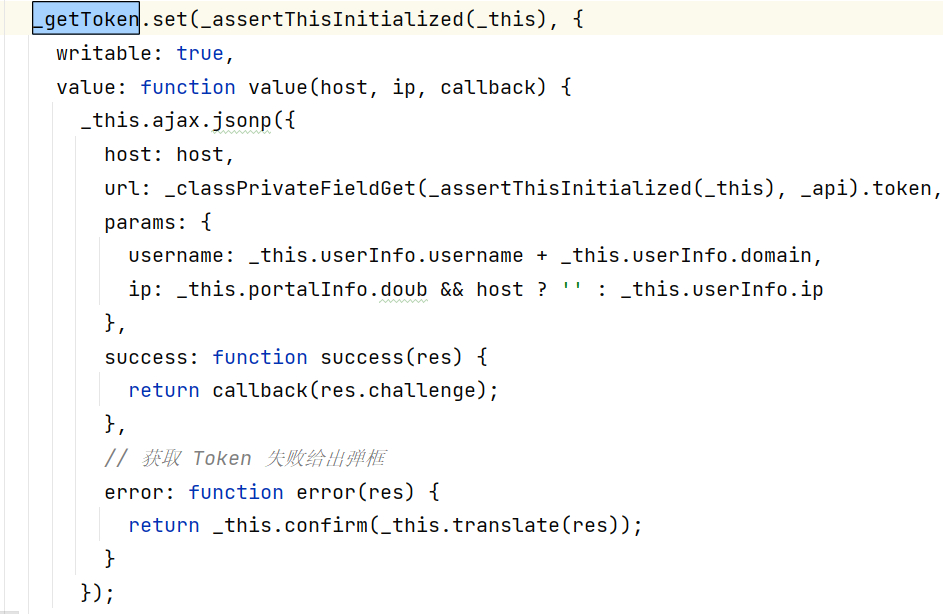 _getToken.set(_assertThisInitialized(_this), {
  writable: true,
  value: function value(host, ip, callback) {
    _this.ajax.jsonp({
      host: host,
      url: _classPrivateFieldGet(_assertThisInitialized(_this), _api).token,
      params: {
        username: _this.userInfo.username + _this.userInfo.domain,
        ip: _this.portalInfo.doub && host ? '' : _this.userInfo.ip
      },
      success: function success(res) {
        return callback(res.challenge);
      },
      // 获取 Token 失败给出弹框
      error: function error(res) {
        return _this.confirm(_this.translate(res));
      }
    });